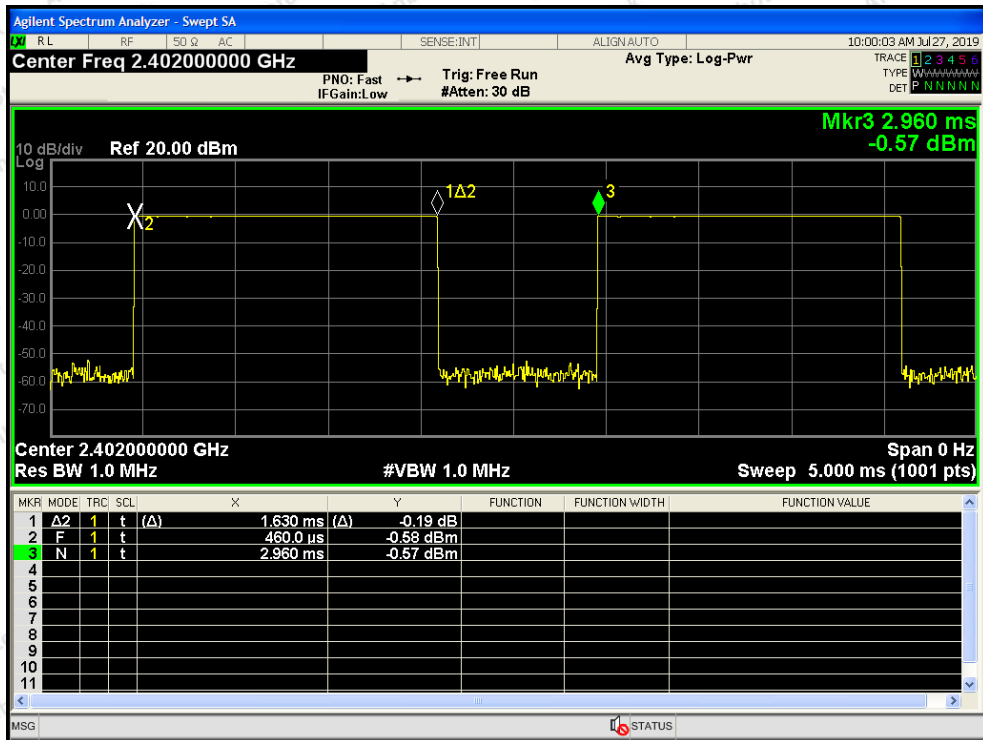 Agilent Spectrum Analyzer - Swept SA
LXI RL RF 50 Ω AC SENSE:INT ALIGN AUTO 10:00:03 AM Jul 27, 2019
Center Freq 2.402000000 GHz Avg Type: Log-Pwr TRACE 1 2 3 4 5 6
PNO: Fast Trig: Free Run TYPE WWWWWW
IFGain:Low #Atten: 30 dB DET P N N N N N
Mkr3 2.960 ms
10 dB/div Ref 20.00 dBm -0.57 dBm
Log
10.0
1Δ2 3
0.00
2
-10.0
-20.0
-30.0
-40.0
-50.0
-60.0
-70.0
Center 2.402000000 GHz Span 0 Hz
Res BW 1.0 MHz #VBW 1.0 MHz Sweep 5.000 ms (1001 pts)
MKR MODE TRC SCL X Y FUNCTION FUNCTION WIDTH FUNCTION VALUE
1 Δ2 1 t (Δ) 1.630 ms (Δ) -0.19 dB
2 F 1 t 460.0 µs -0.58 dBm
3 N 1 t 2.960 ms -0.57 dBm
4
5
6
7
8
9
10
11
MSG STATUS